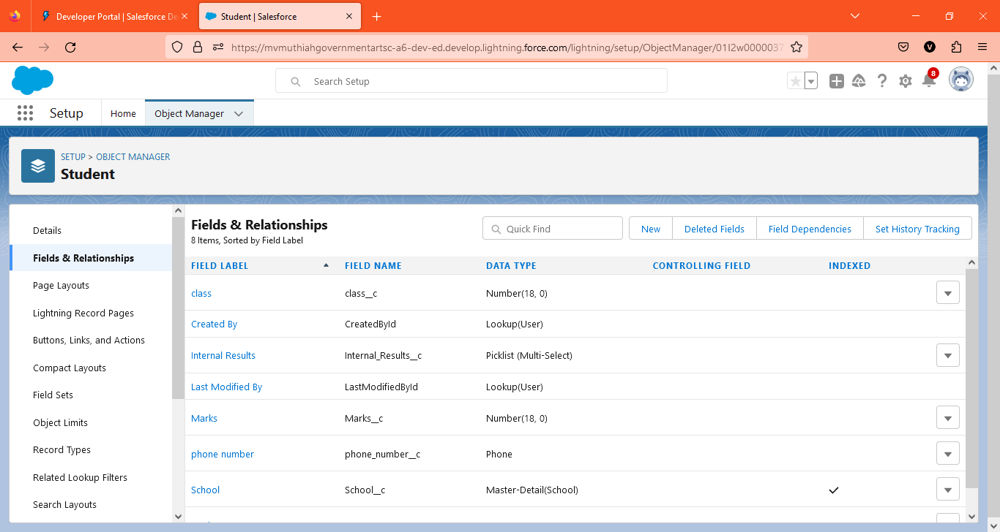 Developer Portal | Salesforce De
Student | Salesforce
https://mvmuthiahgovernmentartsc-a6-dev-ed.develop.lightning.force.com/lightning/setup/ObjectManager/01I2w0000037
V
Search Setup
8
Setup
Home
Object Manager
SETUP > OBJECT MANAGER
Student
Details
Fields & Relationships
Page Layouts
Lightning Record Pages
Buttons, Links, and Actions
Compact Layouts
Field Sets
Object Limits
Record Types
Related Lookup Filters
Search Layouts
Fields & Relationships
8 Items, Sorted by Field Label
Quick Find
New
Deleted Fields
Field Dependencies
Set History Tracking
FIELD LABEL FIELD NAME DATA TYPE CONTROLLING FIELD INDEXED
class class__c Number(18, 0)
Created By CreatedById Lookup(User)
Internal Results Internal_Results__c Picklist (Multi-Select)
Last Modified By LastModifiedById Lookup(User)
Marks Marks__c Number(18, 0)
phone number phone_number__c Phone
School School__c Master-Detail(School)